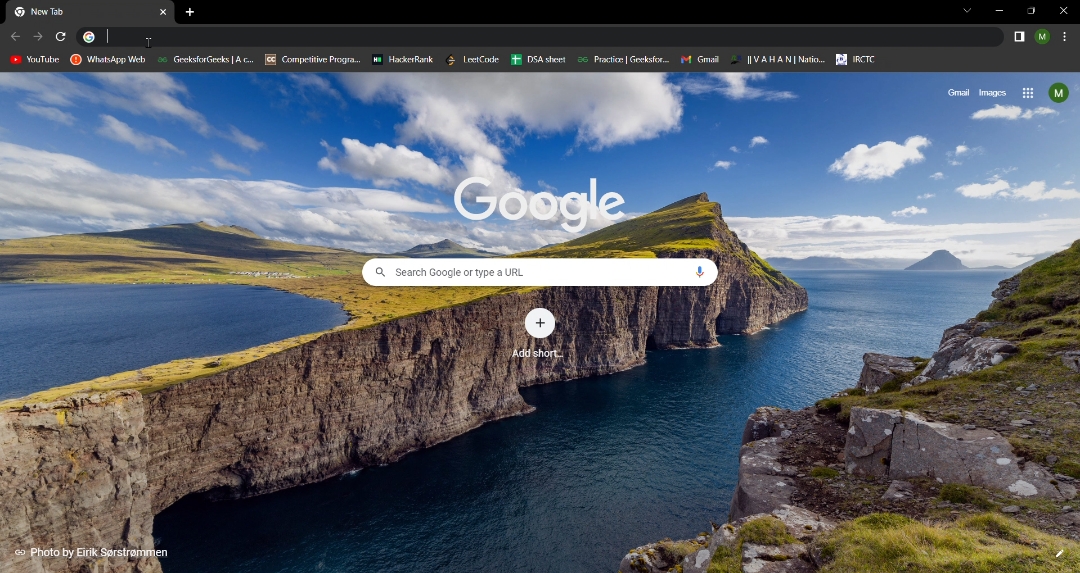 New Tab
YouTube WhatsApp Web GeeksforGeeks | A c... CC Competitive Progra... HackerRank LeetCode DSA sheet Practice | Geeksfor... Gmail || V A H A N | Natio... IRCTC
M
Gmail Images M
Google
Search Google or type a URL
Add short...
Photo by Eirik Sørstrømmen